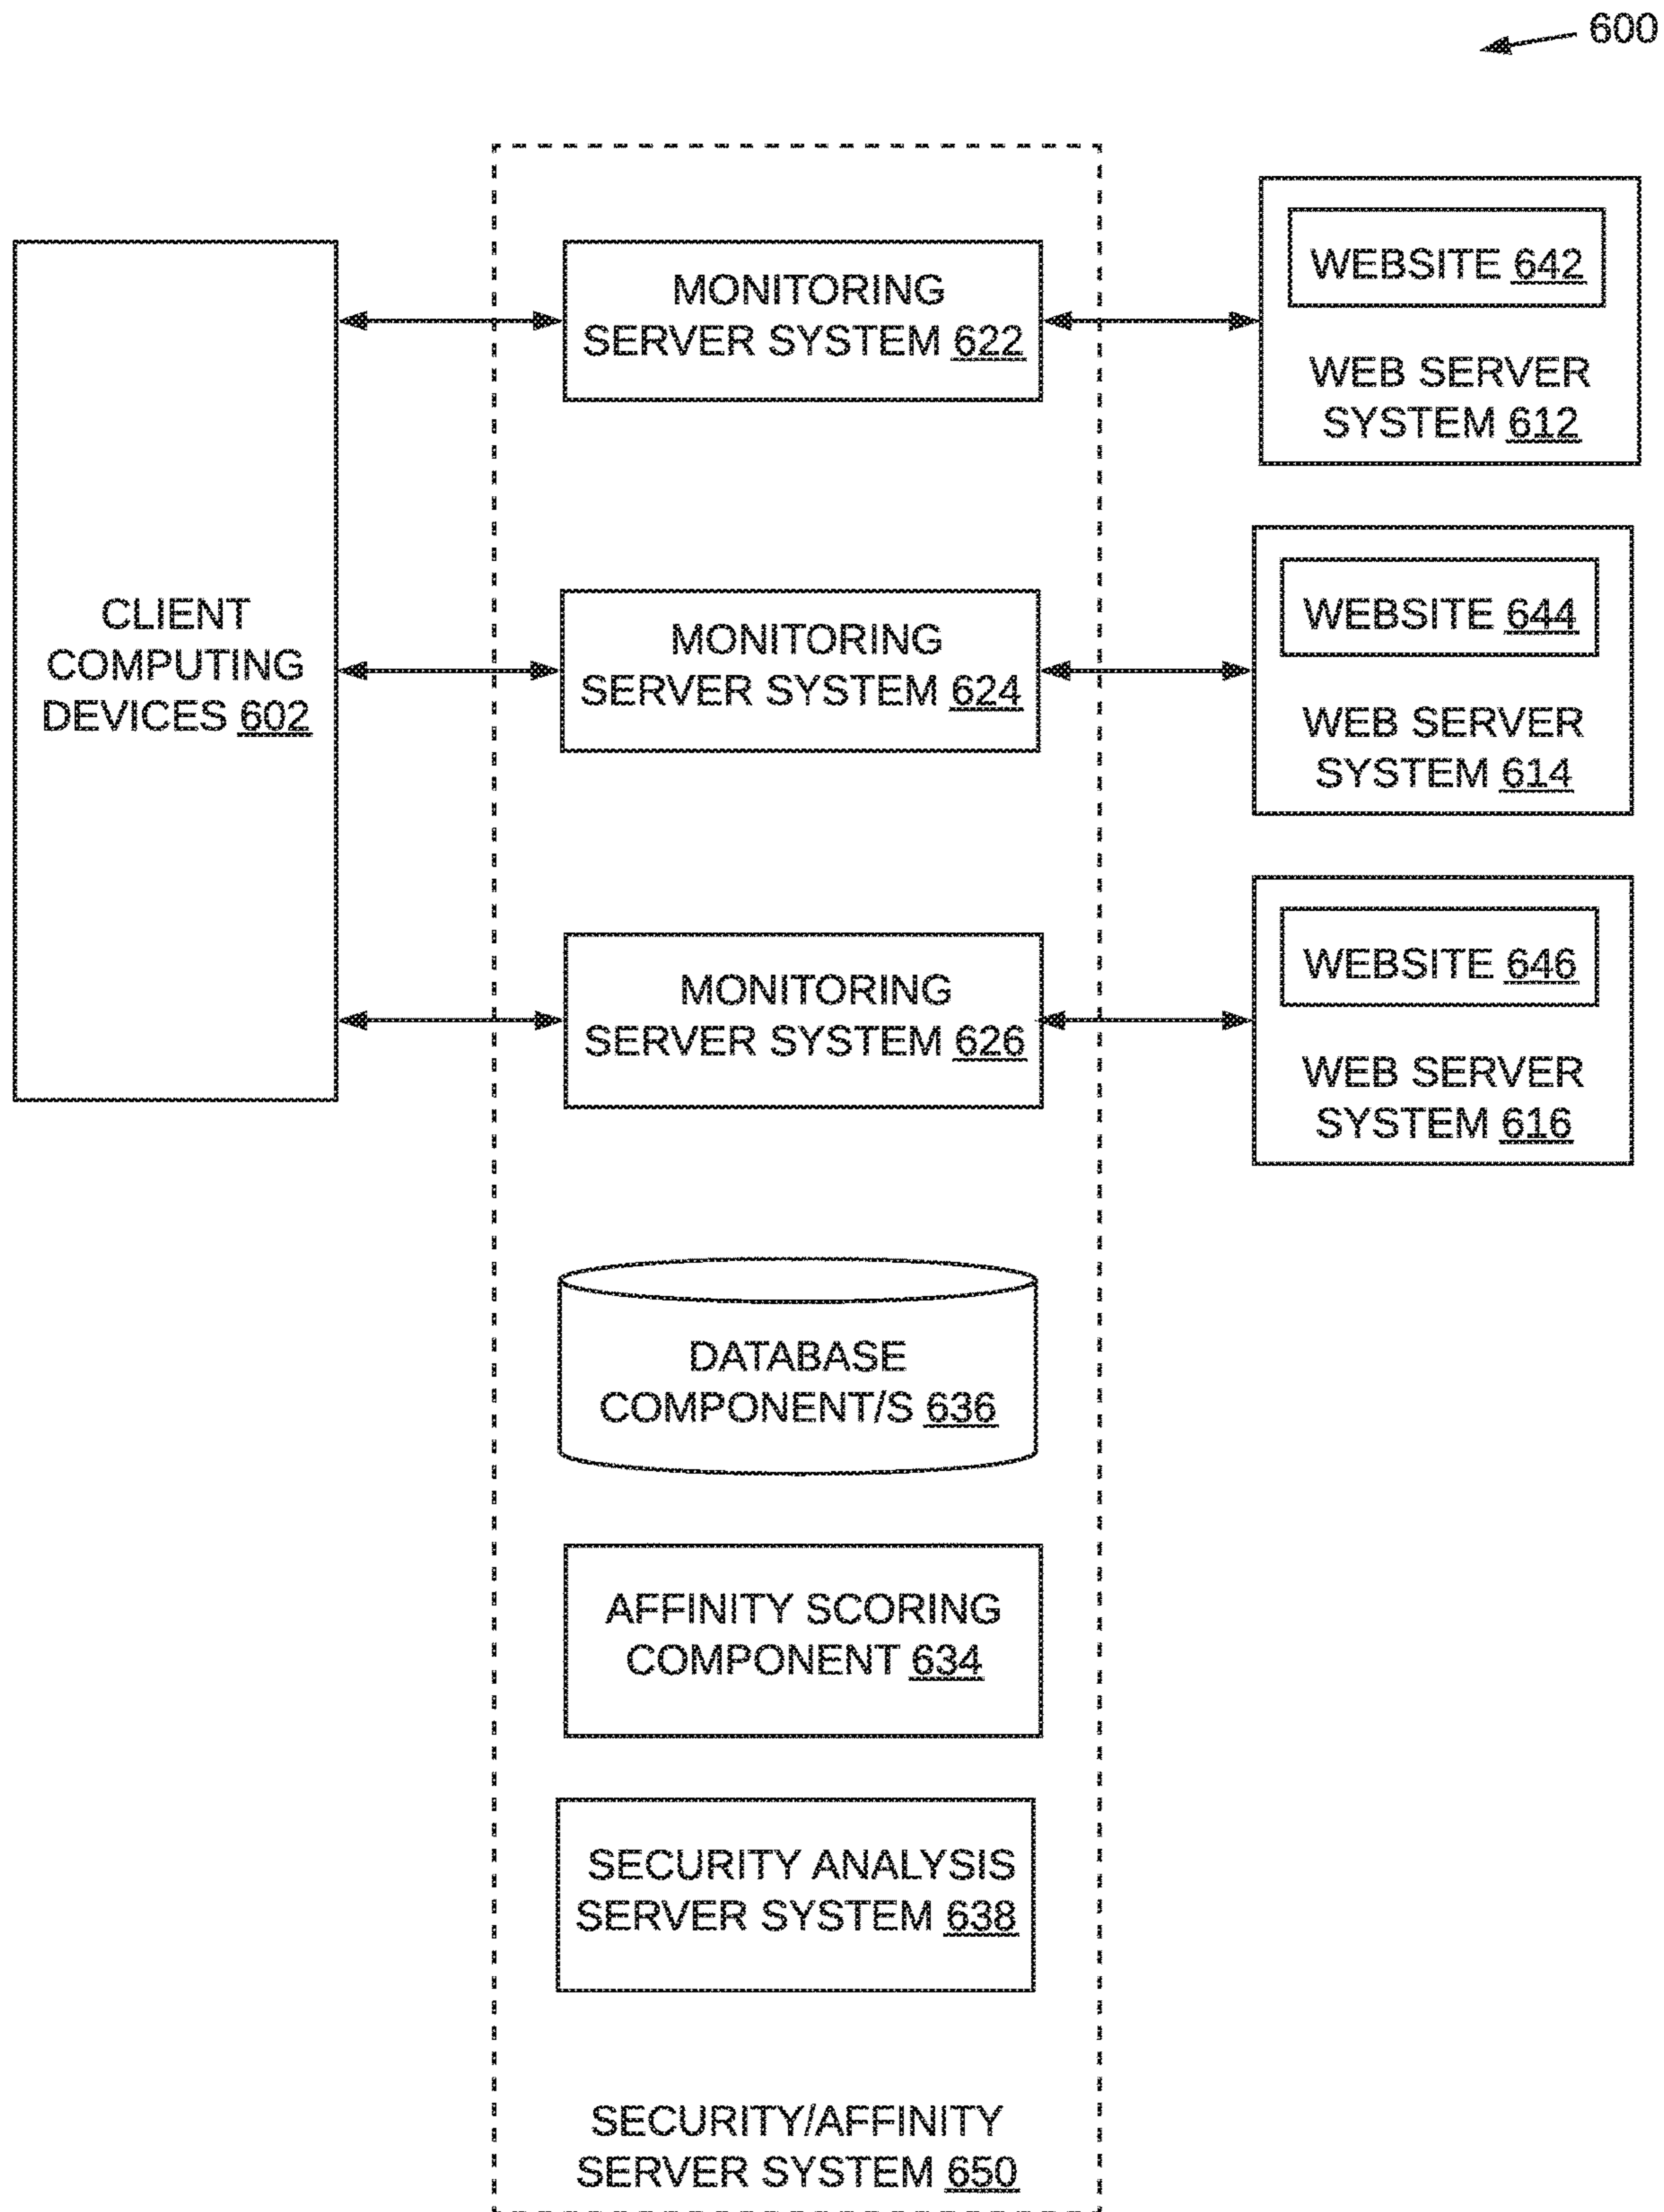 600
CLIENT
COMPUTING
DEVICES 602
MONITORING
SERVER SYSTEM 622
MONITORING
SERVER SYSTEM 624
MONITORING
SERVER SYSTEM 626
WEBSITE 642
WEB SERVER
SYSTEM 612
WEBSITE 644
WEB SERVER
SYSTEM 614
WEBSITE 646
WEB SERVER
SYSTEM 616
DATABASE
COMPONENT/S 636
AFFINITY SCORING
COMPONENT 634
SECURITY ANALYSIS
SERVER SYSTEM 638
SECURITY/AFFINITY
SERVER SYSTEM 650